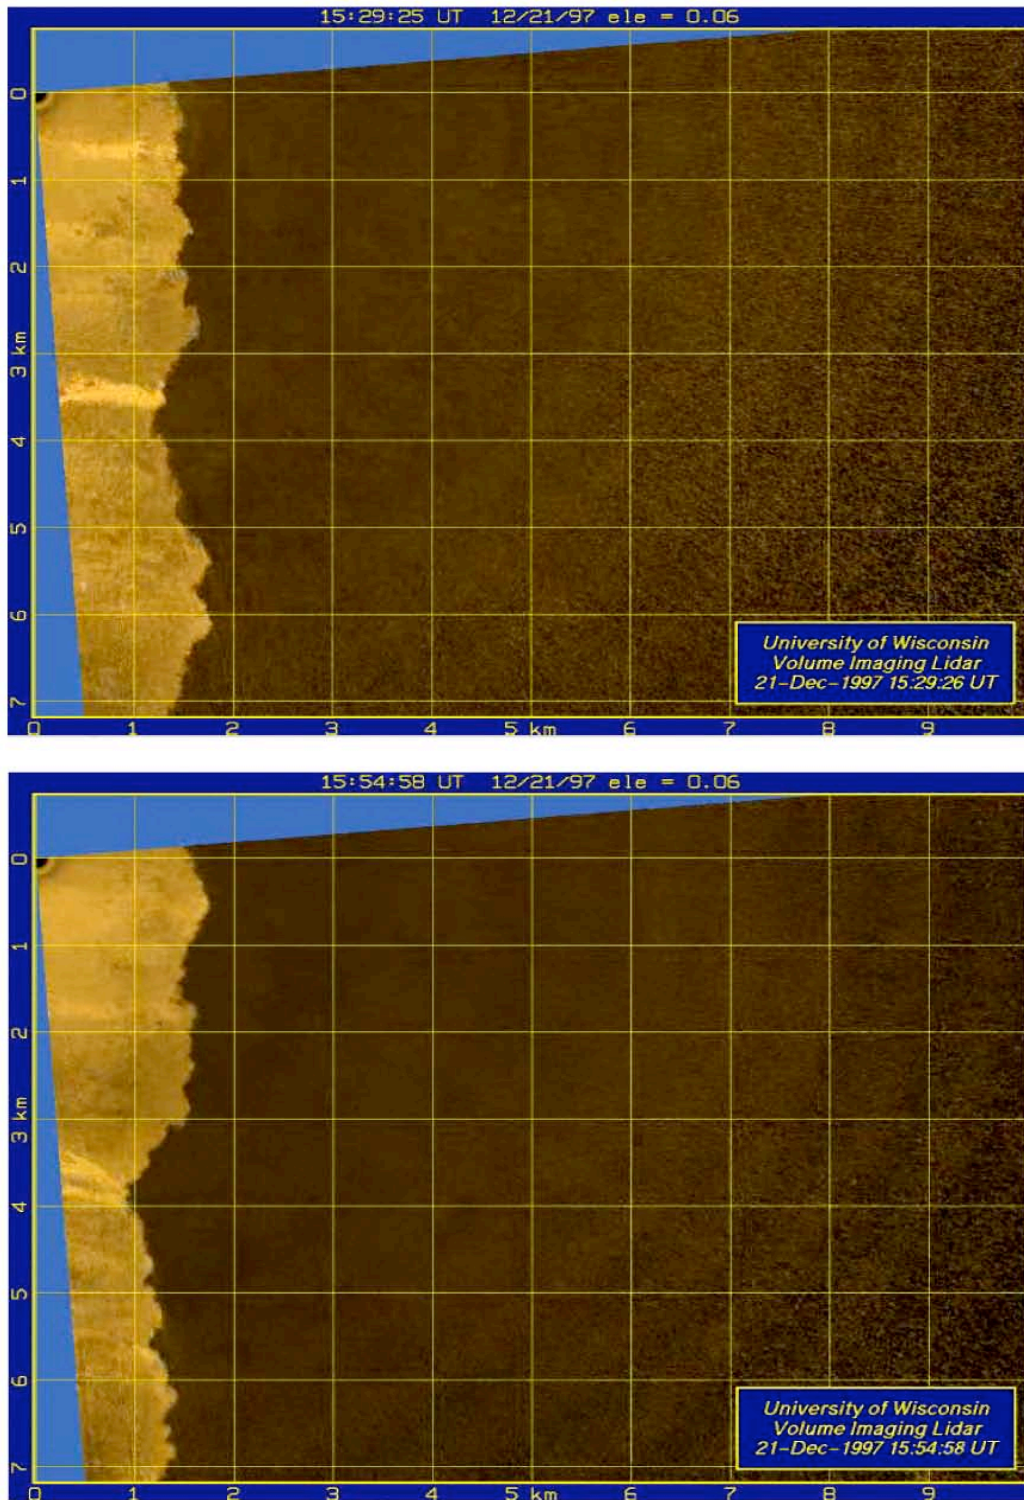 15:29:25 UT 12/21/97 ele = 0.06
0
1
2
3 km
4
5
6
7
0 1 2 3 4 5 km 6 7 8 9
University of Wisconsin
Volume Imaging Lidar
21-Dec-1997 15:29:26 UT
15:54:58 UT 12/21/97 ele = 0.06
0
1
2
3 km
4
5
6
7
0 1 2 3 4 5 km 6 7 8 9
University of Wisconsin
Volume Imaging Lidar
21-Dec-1997 15:54:58 UT